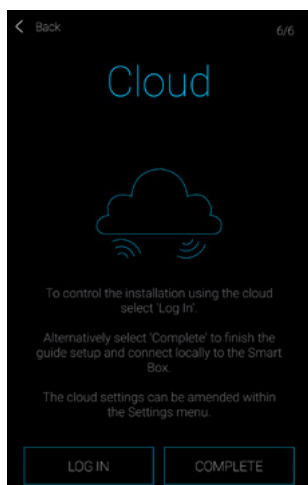 Back
6/6
Cloud
To control the installation using the cloud
select 'Log In'.
Alternatively select 'Complete' to finish the
guide setup and connect locally to the Smart
Box.
The cloud settings can be amended within
the Settings menu.
LOG IN
COMPLETE